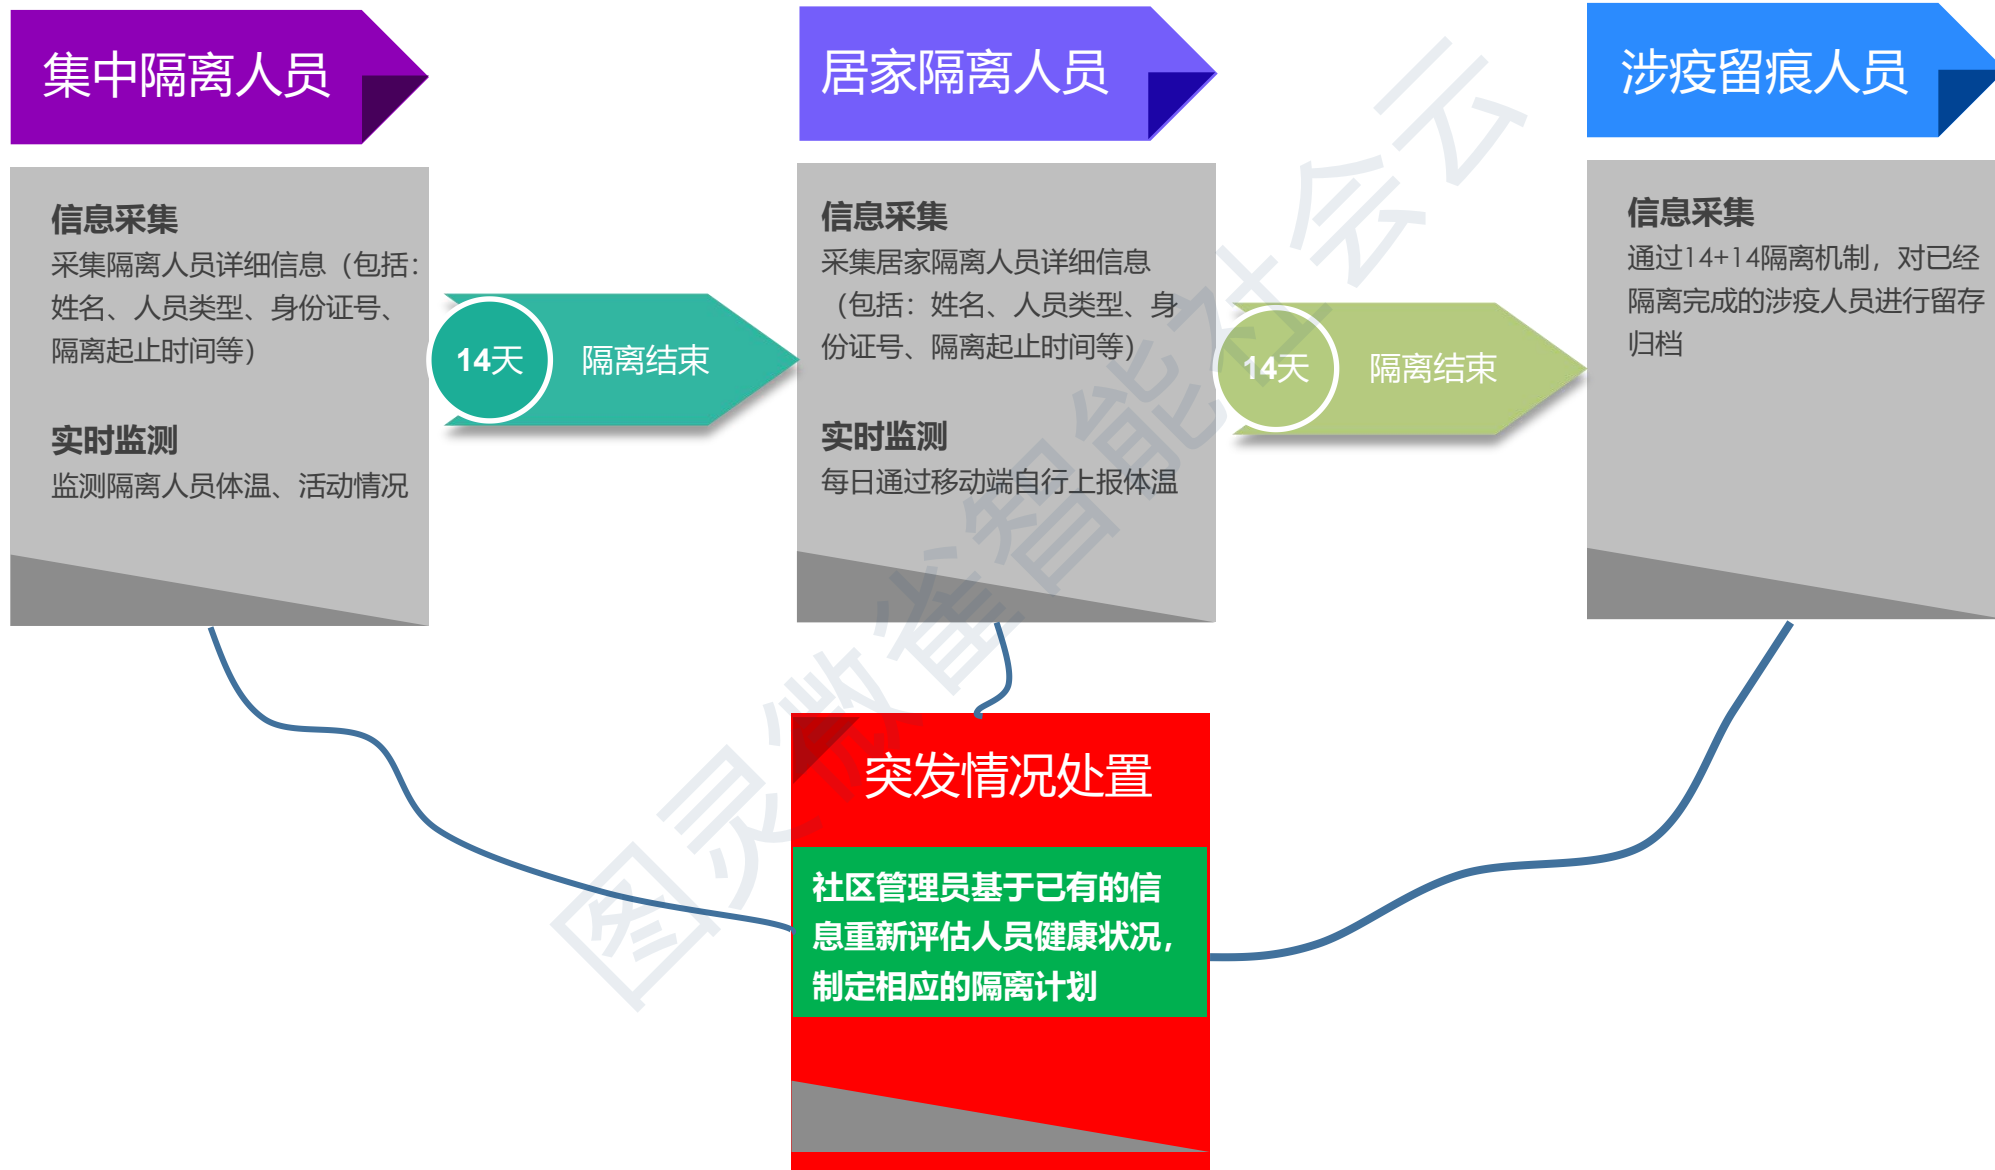 集中隔离人员
信息采集
采集隔离人员详细信息（包括：
姓名、人员类型、身份证号、
隔离起止时间等）
实时监测
监测隔离人员体温、活动情况
14天
隔离结束
居家隔离人员
信息采集
采集居家隔离人员详细信息
（包括：姓名、人员类型、身
份证号、隔离起止时间等）
实时监测
每日通过移动端自行上报体温
14天
隔离结束
涉疫留痕人员
信息采集
通过14+14隔离机制，对已经
隔离完成的涉疫人员进行留存
归档
突发情况处置
社区管理员基于已有的信
息重新评估人员健康状况，
制定相应的隔离计划
图灵微雀智能社会云